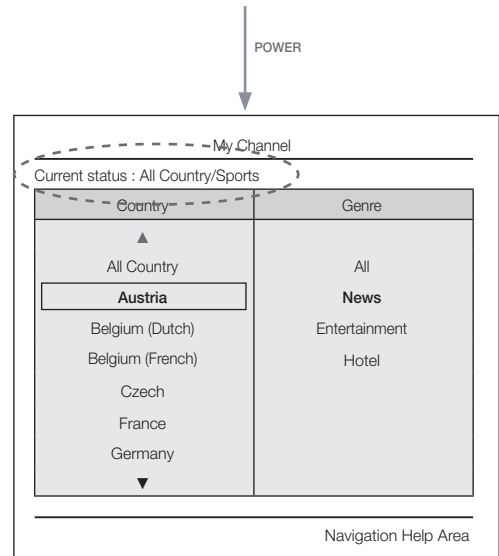 POWER
My Channel
Current status : All Country/Sports
Country
Genre
▲
All Country
All
Austria
News
Belgium (Dutch)
Entertainment
Belgium (French)
Hotel
Czech
France
Germany
▼
Navigation Help Area